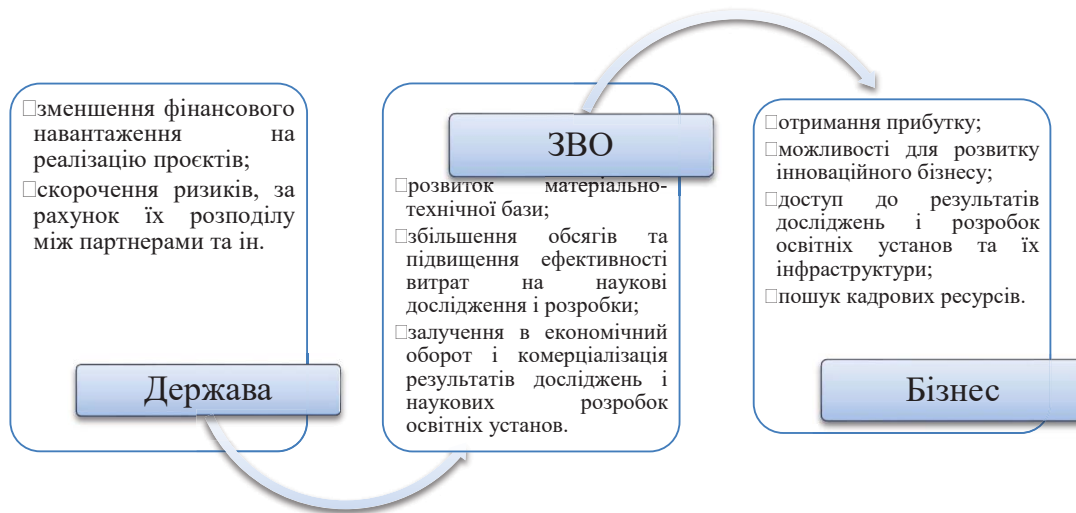 □зменшення фінансового
навантаження на
реалізацію проєктів;
□скорочення ризиків, за
рахунок їх розподілу
між партнерами та ін.
Держава
ЗВО
□розвиток матеріально-
технічної бази;
□збільшення обсягів та
підвищення ефективності
витрат на наукові
дослідження і розробки;
□залучення в економічний
оборот і комерціалізація
результатів досліджень і
наукових розробок
освітніх установ.
□отримання прибутку;
□можливості для розвитку
інноваційного бізнесу;
□доступ до результатів
досліджень і розробок
освітніх установ та їх
інфраструктури;
□пошук кадрових ресурсів.
Бізнес